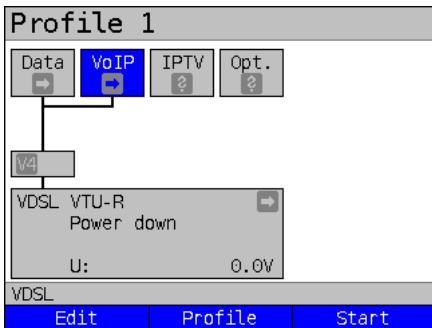 Profile 1
Data VoIP IPTV Opt.
? ?
V4
VDSL VTU-R
Power down
U: 0.0V
VDSL
Edit Profile Start